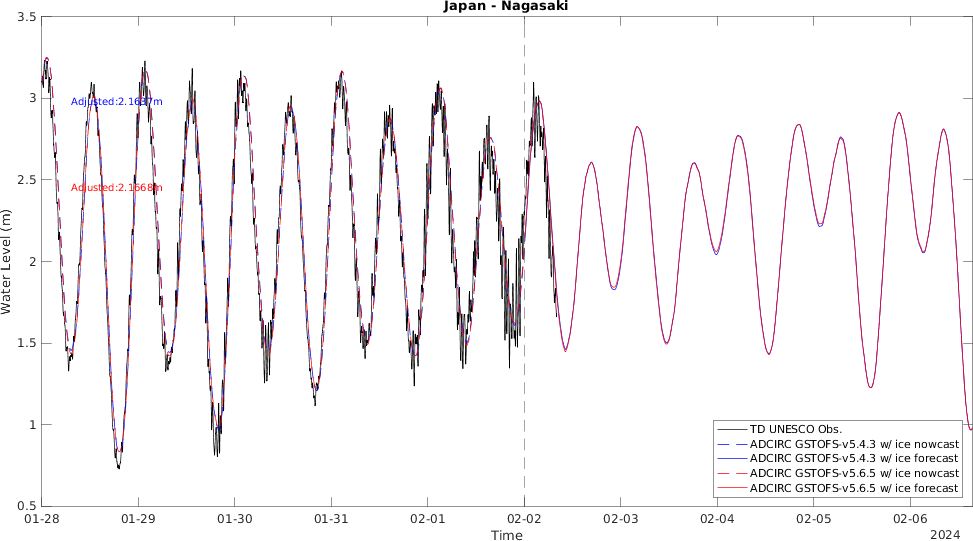 Japan - Nagasaki
3.5
3
2.5
2
1.5
1
0.5
Water Level (m)
Adjusted:2.1697m
Adjusted:2.1668m
TD UNESCO Obs.
ADCIRC GSTOFS-v5.4.3 w/ ice nowcast
ADCIRC GSTOFS-v5.4.3 w/ ice forecast
ADCIRC GSTOFS-v5.6.5 w/ ice nowcast
ADCIRC GSTOFS-v5.6.5 w/ ice forecast
01-28 01-29 01-30 01-31 02-01 02-02 02-03 02-04 02-05 02-06
Time
2024